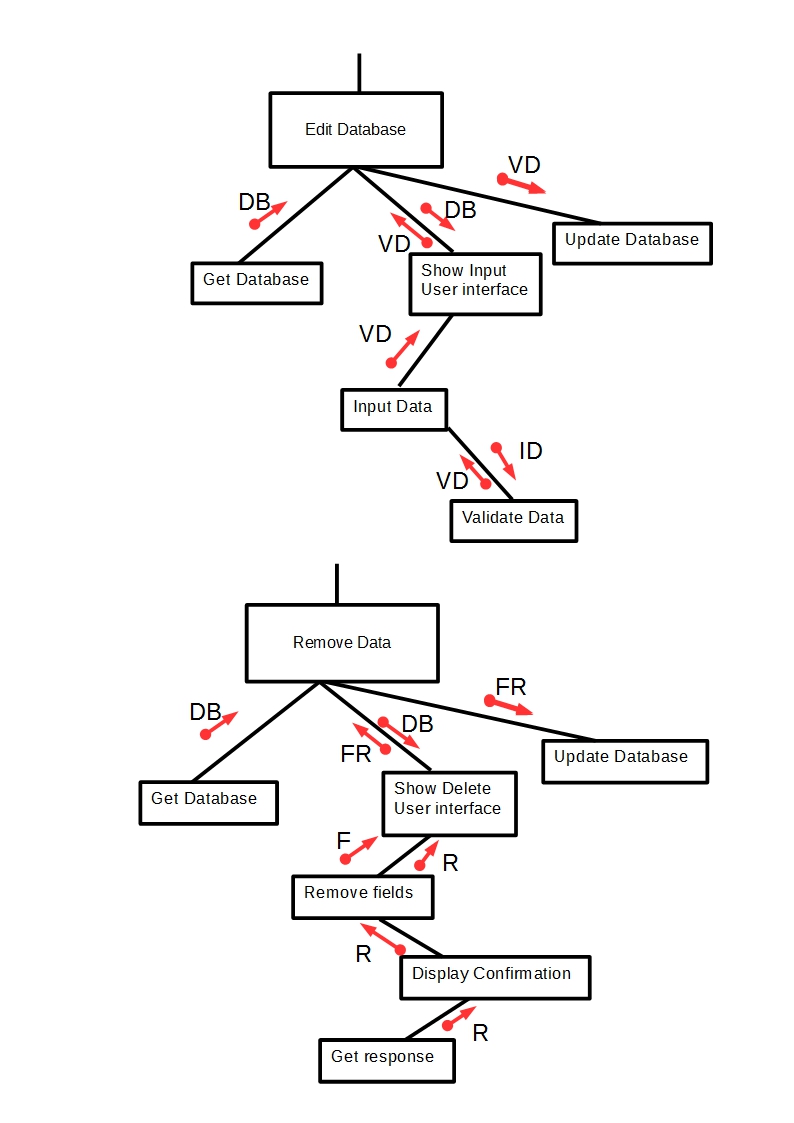 Edit Database
VD
DB
DB
VD
Update Database
Get Database
Show Input
User interface
VD
Input Data
ID
VD
Validate Data
Remove Data
FR
DB
DB
FR
Update Database
Get Database
Show Delete
User interface
F
R
Remove fields
R
Display Confirmation
R
Get response